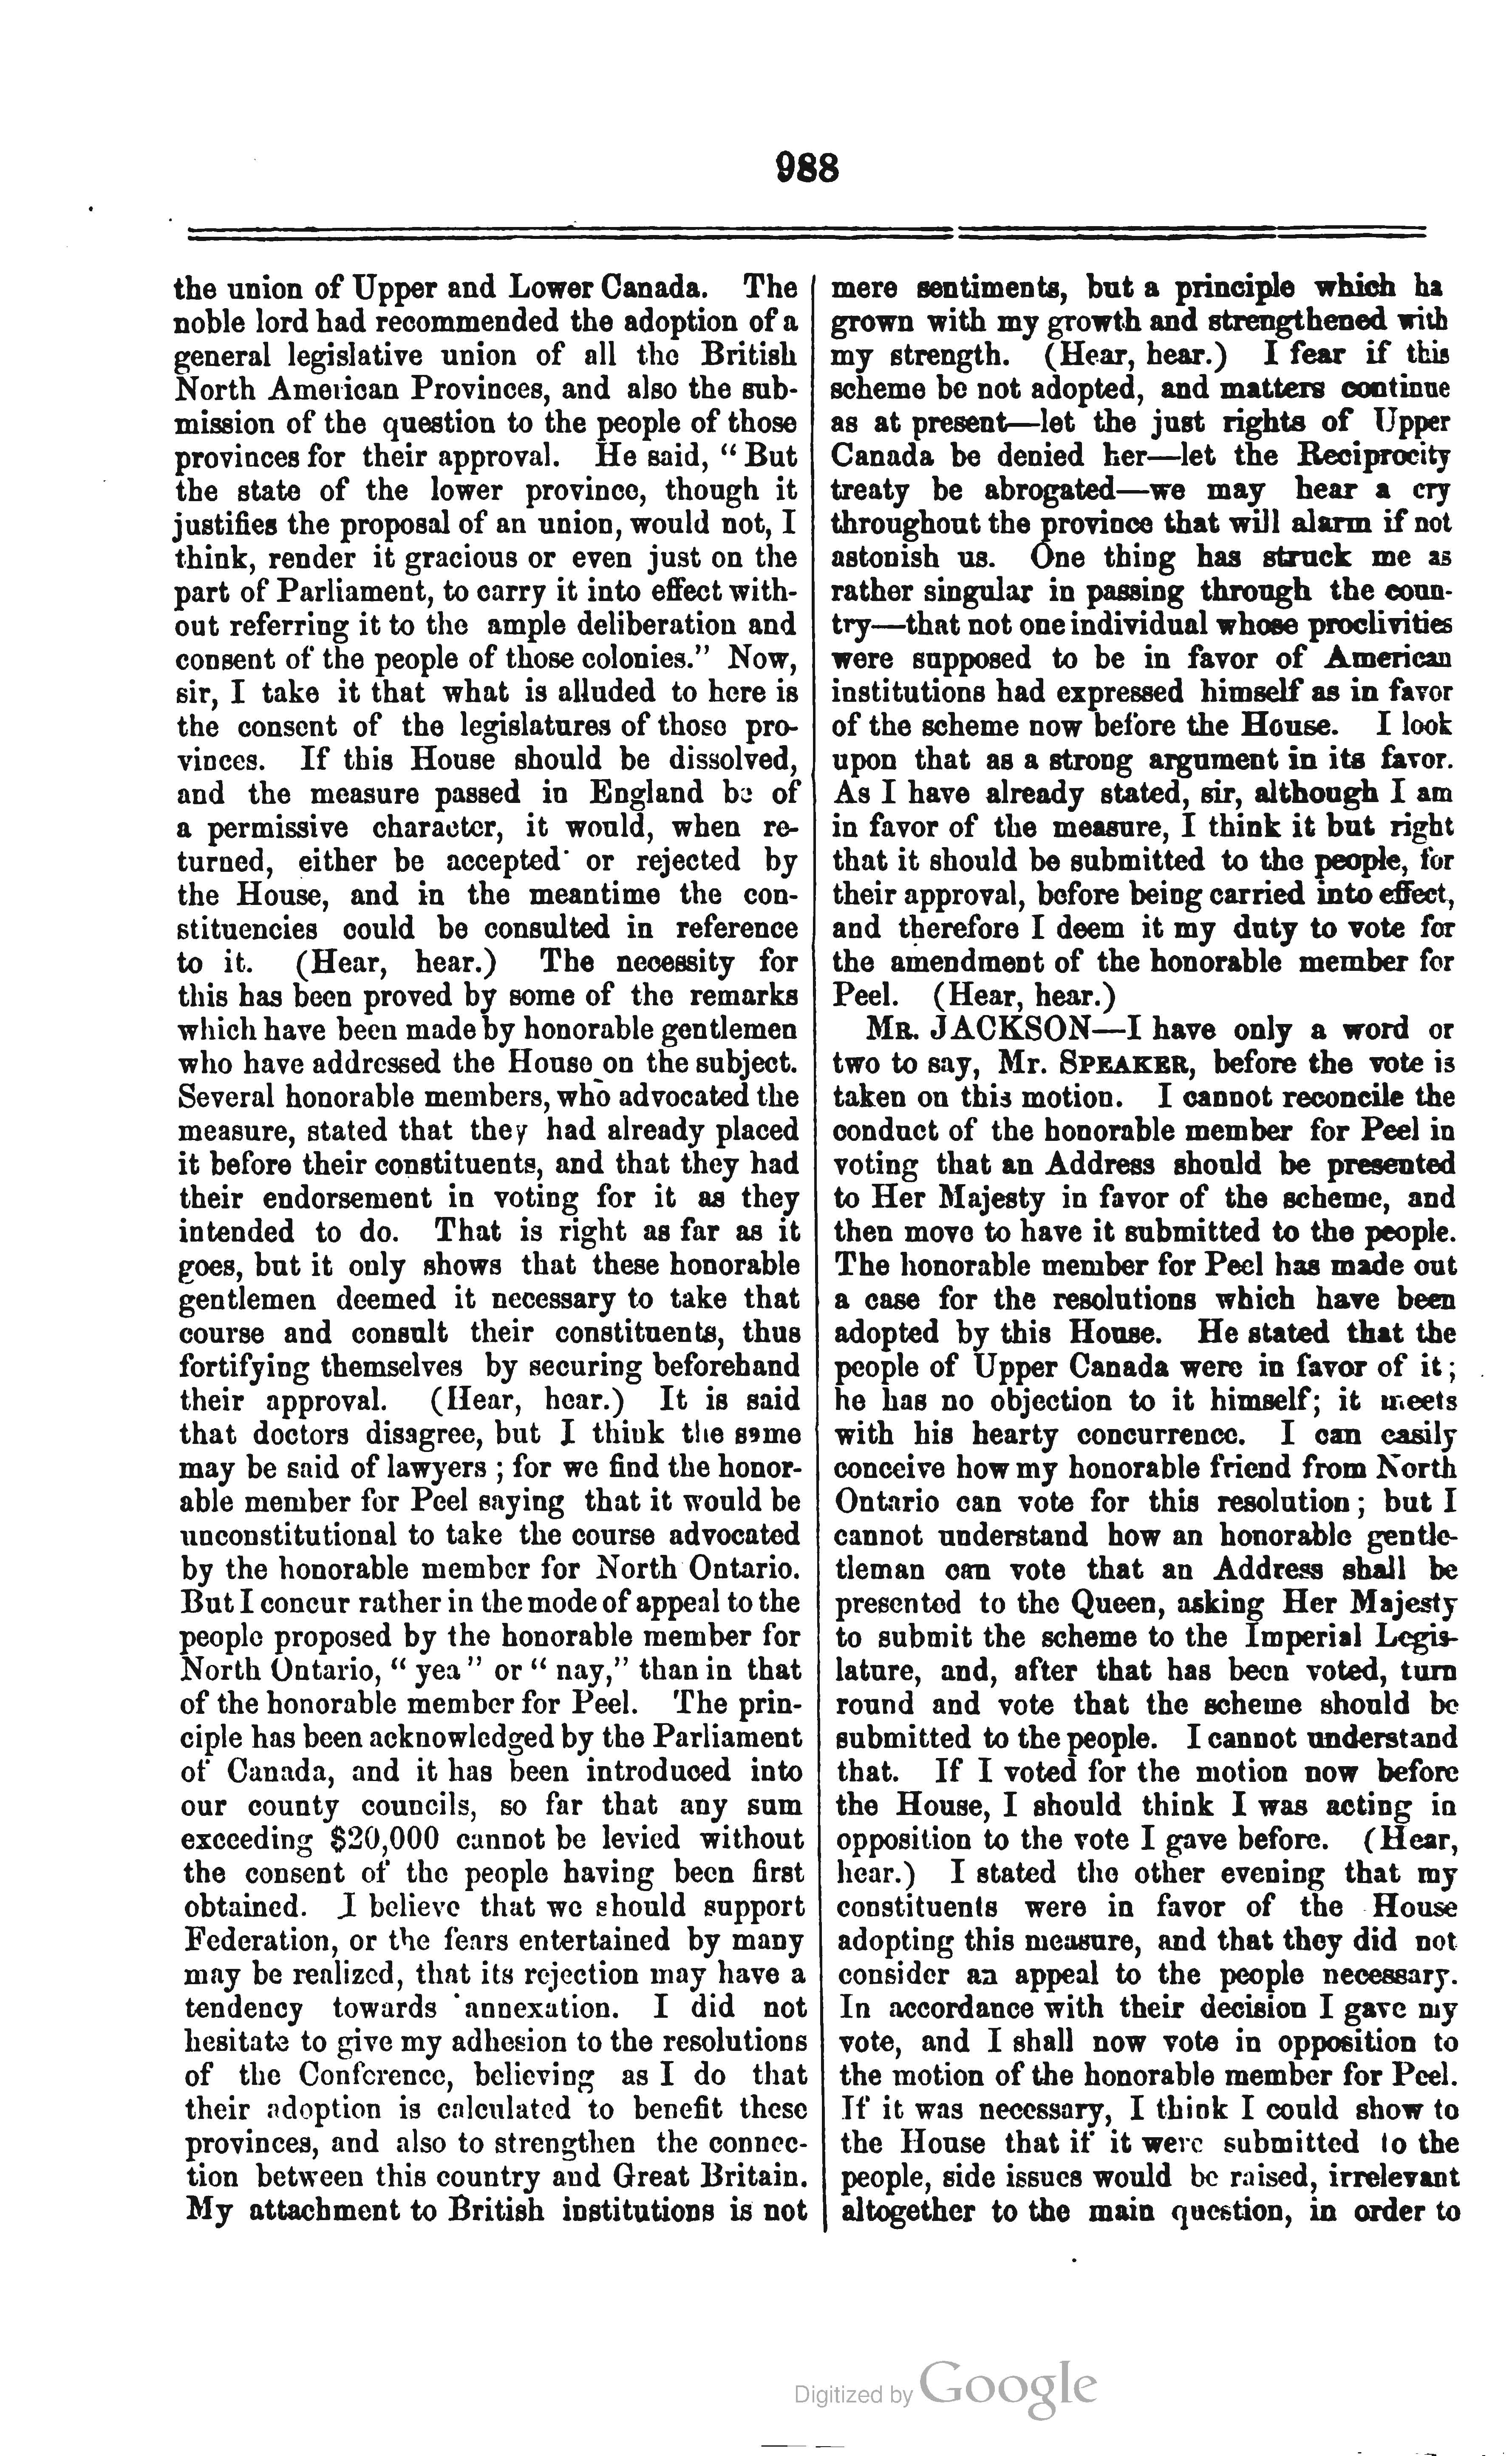 988
the union of Upper and Lower Canada. The
noble lord had recommended the adoption of a
general legislative union of all the British
North American Provinces, and also the sub-
mission of the question to the people of those
provinces for their approval. He said, “ But
the state of the lower province, though it
justifies the proposal of an union, would not, I
think, render it gracious or even just on the
part of Parliament, to carry it into effect with-
out referring it to the ample deliberation and
consent of the people of those colonies.” Now,
sir, I take it that what is alluded to here is
the consent of the legislatures of those pro-
vinces. If this House should be dissolved,
and the measure passed in England be of
a permissive character, it would, when re-
turned, either be accepted or rejected by
the House, and in the meantime the con-
stituencies could be consulted in reference
to it. (Hear, hear.) The necessity for
this has been proved by some of the remarks
which have been made by honorable gentlemen
who have addressed the House on the subject.
Several honorable members, who advocated the
measure, stated that they had already placed
it before their constituents, and that they had
their endorsement in voting for it as they
intended to do. That is right as far as it
goes, but it only shows that these honorable
gentlemen deemed it necessary to take that
course and consult their constituents, thus
fortifying themselves by securing beforehand
their approval. (Hear, hear.) It is said
that doctors disagree, but I think the same
may be said of lawyers ; for we find the honor-
able member for Peel saying that it would be
unconstitutional to take the course advocated
by the honorable member for North Ontario.
But I concur rather in the mode of appeal to the
people proposed by the honorable member for
North Ontario, “ yea ” or “ nay,” than in that
of the honorable member for Peel. The prin-
ciple has been acknowledged by the Parliament
of Canada, and it has been introduced into
our county councils, so far that any sum
exceeding $20,000 cannot be levied without
the consent of the people having been first
obtained. I believe that we should support
Federation, or the fears entertained by many
may be realized, that its rejection may have a
tendency towards annexation. I did not
hesitate to give my adhesion to the resolutions
of the Conference, believing as I do that
their adoption is calculated to benefit these
provinces, and also to strengthen the connec-
tion between this country and Great Britain.
My attachment to British institutions is not
mere sentiments, but a principle which ha
grown with my growth and strengthened with
my strength. (Hear, hear.) I fear if this
scheme be not adopted, and matters continue
as at present—let the just rights of Upper
Canada be denied her—let the Reciprocity
treaty be abrogated—we may hear a cry
throughout the province that will alarm if not
astonish us. One thing has struck me as
rather singular in passing through the coun-
try—that not one individual whose proclivities
were supposed to be in favor of American
institutions had expressed himself as in favor
of the scheme now before the House. I look
upon that as a strong argument in its favor.
As I have already stated, sir, although I am
in favor of the measure, I think it but right
that it should be submitted to the people, for
their approval, before being carried into effect,
and therefore I deem it my duty to vote for
the amendment of the honorable member for
Peel. (Hear, hear.)
MR. JACKSON—I have only a word or
two to say, Mr. SPEAKER, before the vote is
taken on this motion. I cannot reconcile the
conduct of the honorable member for Peel in
voting that an Address should be presented
to Her Majesty in favor of the scheme, and
then move to have it submitted to the people.
The honorable member for Peel has made out
a case for the resolutions which have been
adopted by this House. He stated that the
people of Upper Canada were in favor of it ;
he has no objection to it himself; it meets
with his hearty concurrence. I can easily
conceive how my honorable friend from North
Ontario can vote for this resolution ; but I
cannot understand how an honorable gentle-
tleman can vote that an Address shall be
presented to the Queen, asking Her Majesty
to submit the scheme to the Imperial Legis-
lature, and, after that has been voted, turn
round and vote that the scheme should be
submitted to the people. I cannot understand
that. If I voted for the motion now before
the House, I should think I was acting in
opposition to the vote I gave before. (Hear,
hear.) I stated the other evening that my
constituents were in favor of the House
adopting this measure, and that they did not
consider an appeal to the people necessary.
In accordance with their decision I gave my
vote, and I shall now vote in opposition to
the motion of the honorable member for Peel.
If it was necessary, I think I could show to
the House that if it were submitted to the
people, side issues would be raised, irrelevant
altogether to the main question, in order to
Digitized by Google